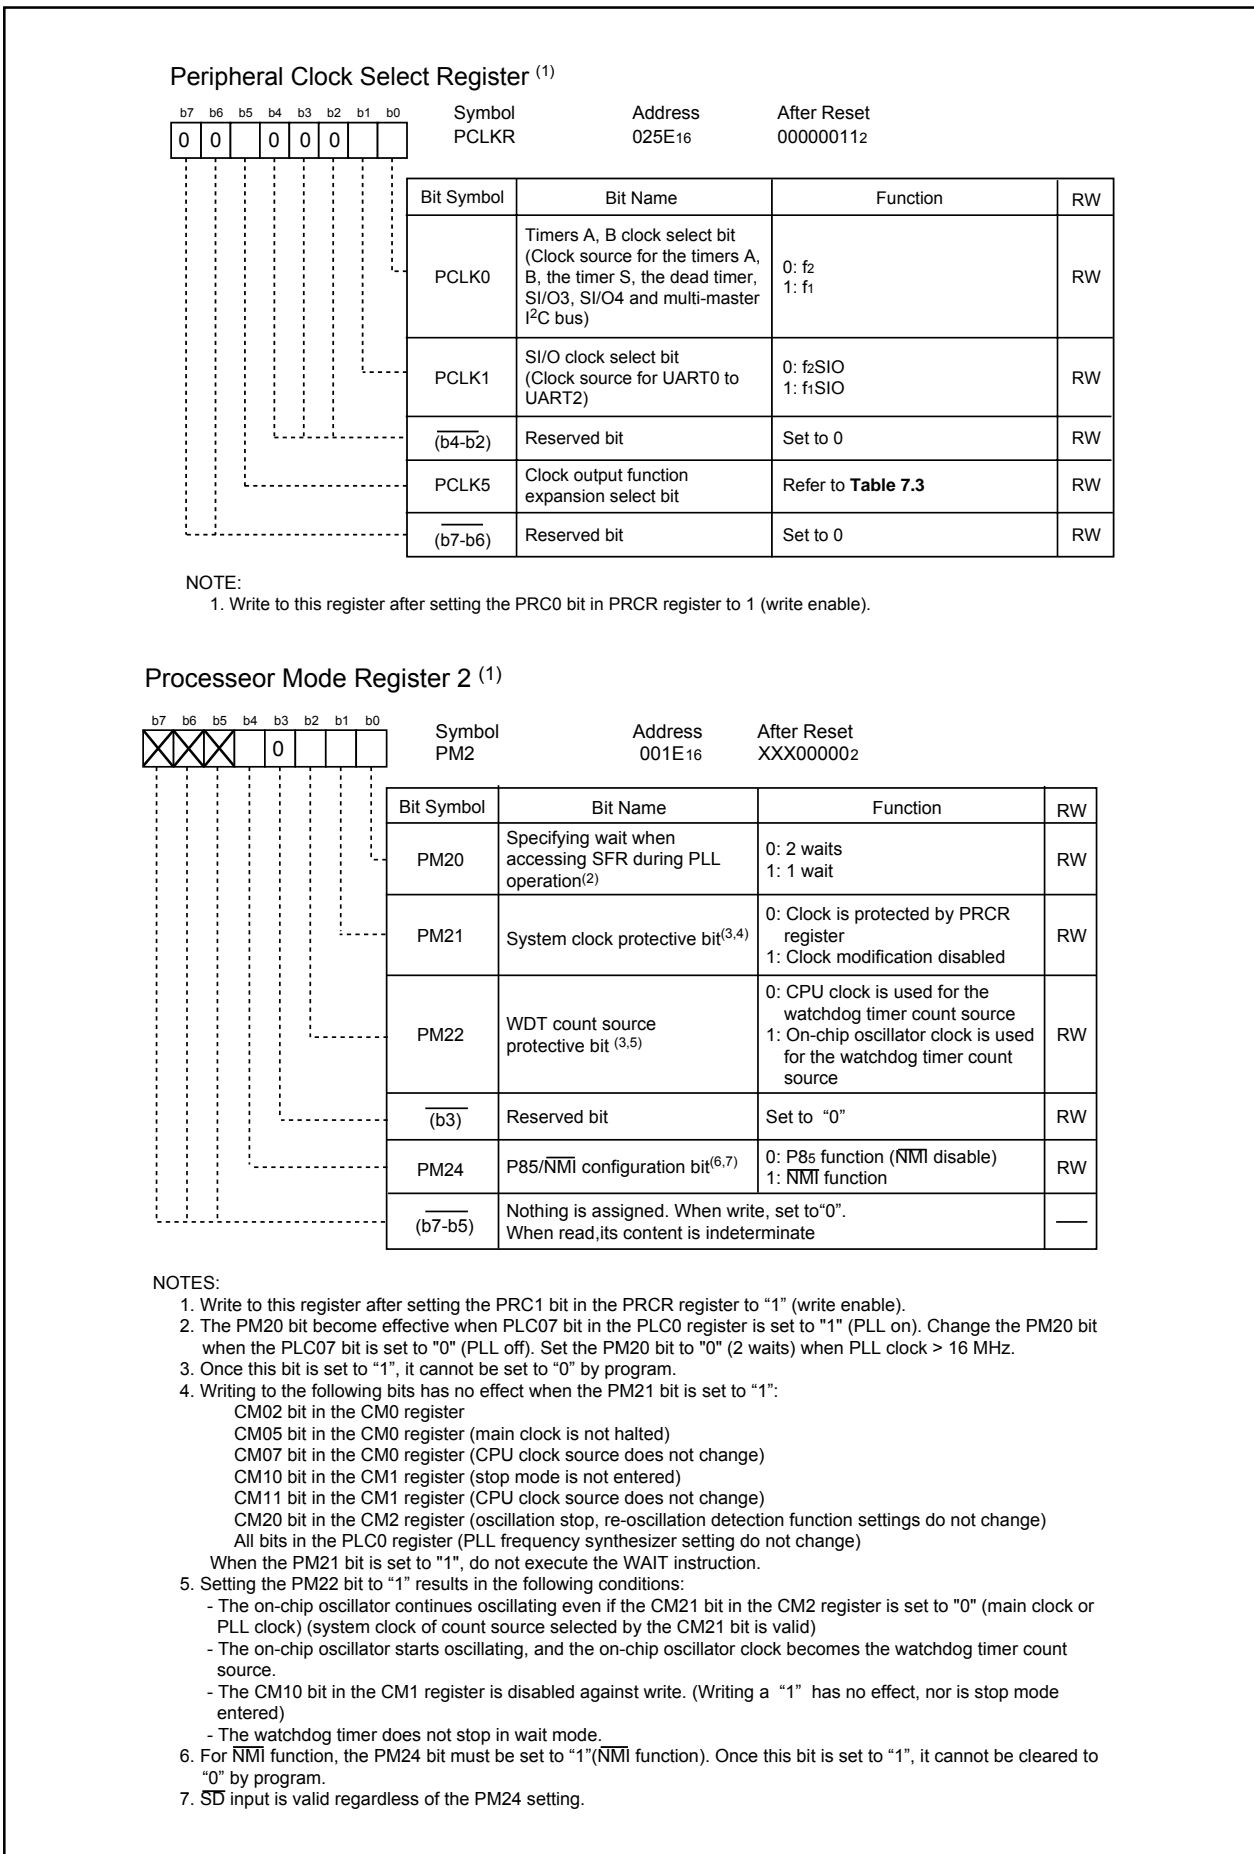 Peripheral Clock Select Register (1)
b7 b6 b5 b4 b3 b2 b1 b0
0 0 0 0 0
Symbol Address After Reset
PCLKR 025E16 000000112
Bit Symbol Bit Name Function RW
PCLK0
Timers A, B clock select bit
(Clock source for the timers A,
B, the timer S, the dead timer,
SI/O3, SI/O4 and multi-master
I2C bus)
0: f2
1: f1
RW
PCLK1
SI/O clock select bit
(Clock source for UART0 to
UART2)
0: f2SIO
1: f1SIO
RW
(b4-b2) Reserved bit Set to 0 RW
PCLK5
Clock output function
expansion select bit
Refer to Table 7.3
RW
(b7-b6) Reserved bit Set to 0 RW
NOTE:
1. Write to this register after setting the PRC0 bit in PRCR register to 1 (write enable).
Processeor Mode Register 2 (1)
b7 b6 b5 b4 b3 b2 b1 b0
0
Symbol Address After Reset
PM2 001E16 XXX000002
Bit Symbol Bit Name Function RW
PM20
Specifying wait when
accessing SFR during PLL
operation(2)
0: 2 waits
1: 1 wait
RW
PM21
System clock protective bit(3,4)
0: Clock is protected by PRCR
register
1: Clock modification disabled
RW
PM22
WDT count source
protective bit (3,5)
0: CPU clock is used for the
watchdog timer count source
1: On-chip oscillator clock is used
for the watchdog timer count
source
RW
(b3) Reserved bit Set to “0” RW
PM24
P85/NMI configuration bit(6,7)
0: P85 function (NMI disable)
1: NMI function
RW
(b7-b5)
Nothing is assigned. When write, set to“0”.
When read,its content is indeterminate
NOTES:
1. Write to this register after setting the PRC1 bit in the PRCR register to “1” (write enable).
2. The PM20 bit become effective when PLC07 bit in the PLC0 register is set to "1" (PLL on). Change the PM20 bit
when the PLC07 bit is set to "0" (PLL off). Set the PM20 bit to "0" (2 waits) when PLL clock > 16 MHz.
3. Once this bit is set to “1”, it cannot be set to “0” by program.
4. Writing to the following bits has no effect when the PM21 bit is set to “1”:
CM02 bit in the CM0 register
CM05 bit in the CM0 register (main clock is not halted)
CM07 bit in the CM0 register (CPU clock source does not change)
CM10 bit in the CM1 register (stop mode is not entered)
CM11 bit in the CM1 register (CPU clock source does not change)
CM20 bit in the CM2 register (oscillation stop, re-oscillation detection function settings do not change)
All bits in the PLC0 register (PLL frequency synthesizer setting do not change)
When the PM21 bit is set to "1", do not execute the WAIT instruction.
5. Setting the PM22 bit to “1” results in the following conditions:
- The on-chip oscillator continues oscillating even if the CM21 bit in the CM2 register is set to "0" (main clock or
PLL clock) (system clock of count source selected by the CM21 bit is valid)
- The on-chip oscillator starts oscillating, and the on-chip oscillator clock becomes the watchdog timer count
source.
- The CM10 bit in the CM1 register is disabled against write. (Writing a “1” has no effect, nor is stop mode
entered)
- The watchdog timer does not stop in wait mode.
6. For NMI function, the PM24 bit must be set to “1”(NMI function). Once this bit is set to “1”, it cannot be cleared to
“0” by program.
7. SD input is valid regardless of the PM24 setting.